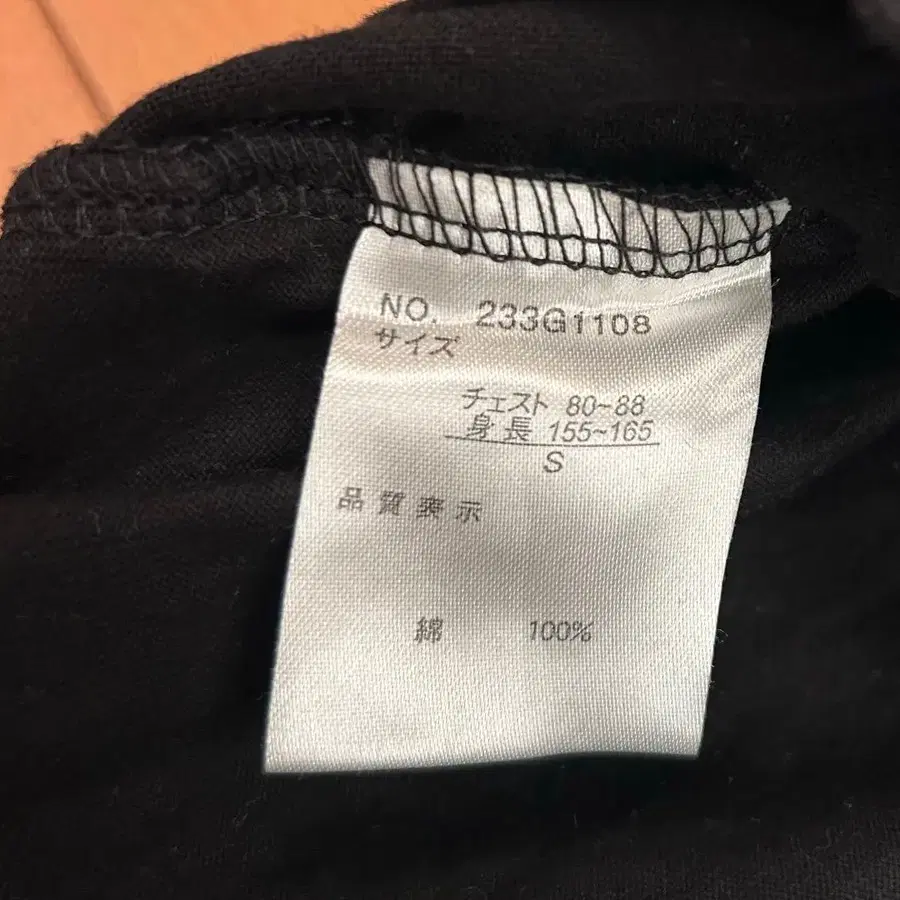 NO. 233G1108
サイズ
チェスト 80~88
身長 155~165
S
品質表示
綿 100%